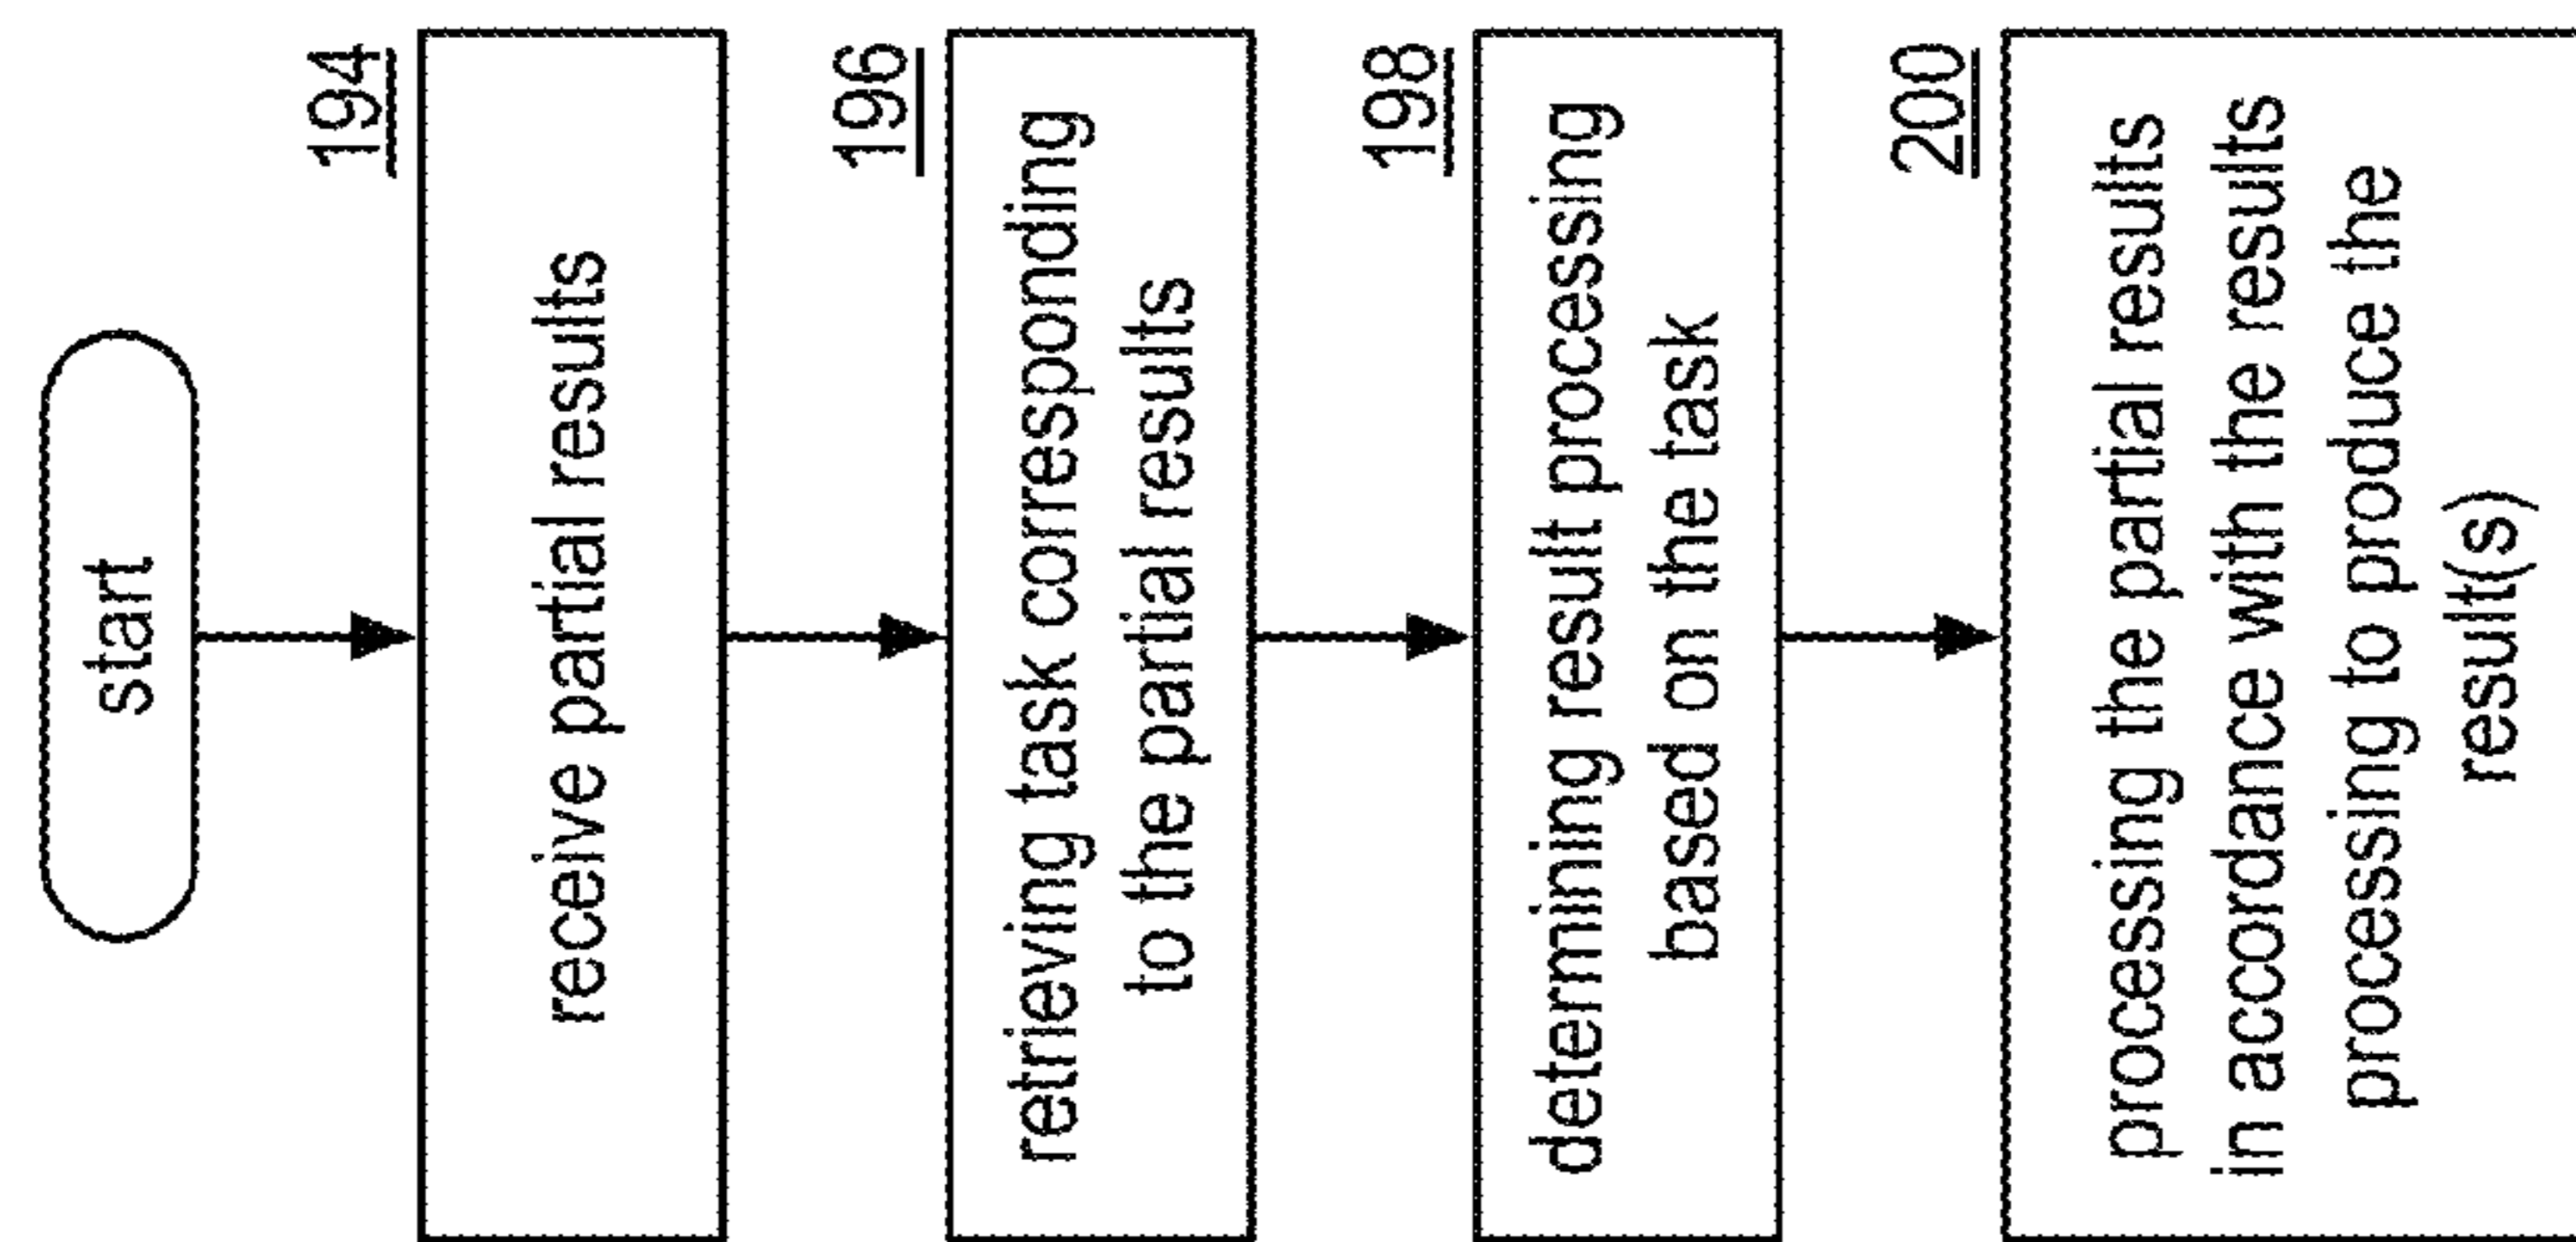 start
194
receive partial results
196
retrieving task corresponding
to the partial results
198
determining result processing
based on the task
200
processing the partial results
in accordance with the results
processing to produce the
result(s)